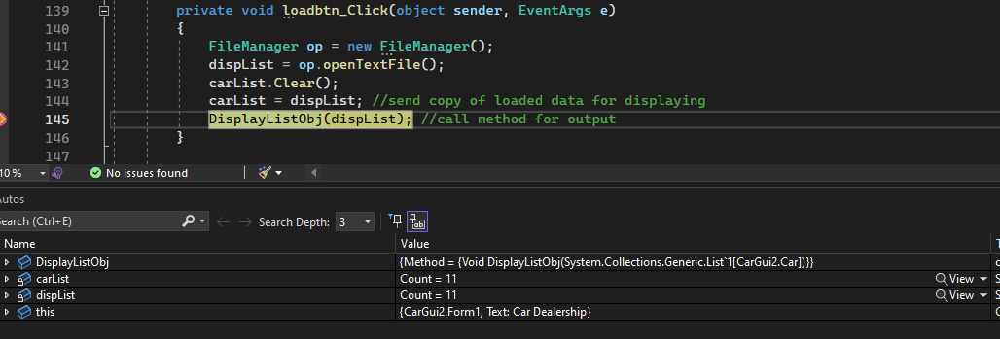 139 private void loadbtn_Click(object sender, EventArgs e)
140 {
141 FileManager op = new FileManager();
142 dispList = op.openTextFile();
143 carList.Clear();
144 carList = dispList; //send copy of loaded data for displaying
145 DisplayListObj(dispList); //call method for output
146 }
147
10% No issues found
Autos
Search (Ctrl+E) Search Depth: 3
Name Value
DisplayListObj {Method = {Void DisplayListObj(System.Collections.Generic.List`1[CarGui2.Car])}}
carList Count = 11 View
dispList Count = 11 View
this {CarGui2.Form1, Text: Car Dealership}